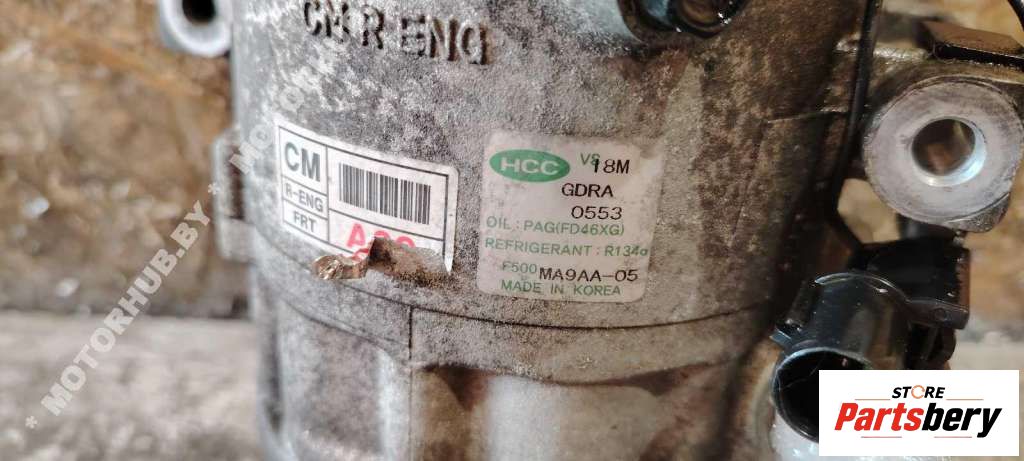 CM R-ENG
CM
R-ENG
FRT
HCC VS 18M
GDRA
0553
OIL : PAG(FD46XG)
REFRIGERANT : R134a
F500 MA9AA-05
MADE IN KOREA
* MOTORHUB.BY *
STORE
Partsbery